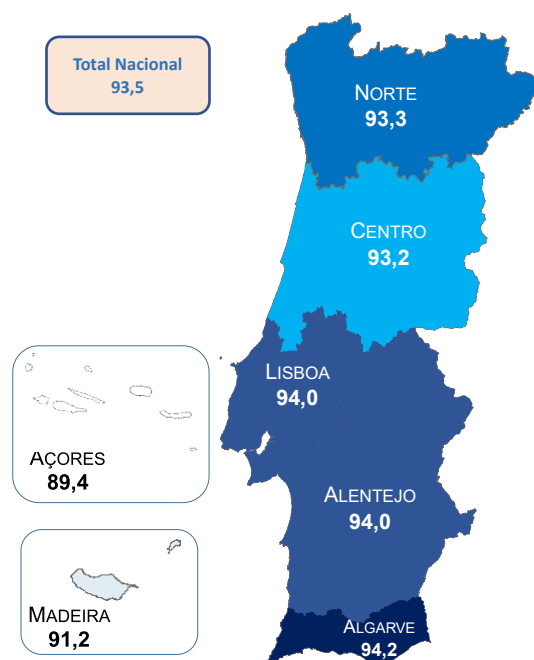 Total Nacional
93,5
NORTE
93,3
CENTRO
93,2
LISBOA
94,0
AÇORES
89,4
ALENTEJO
94,0
MADEIRA
91,2
ALGARVE
94,2